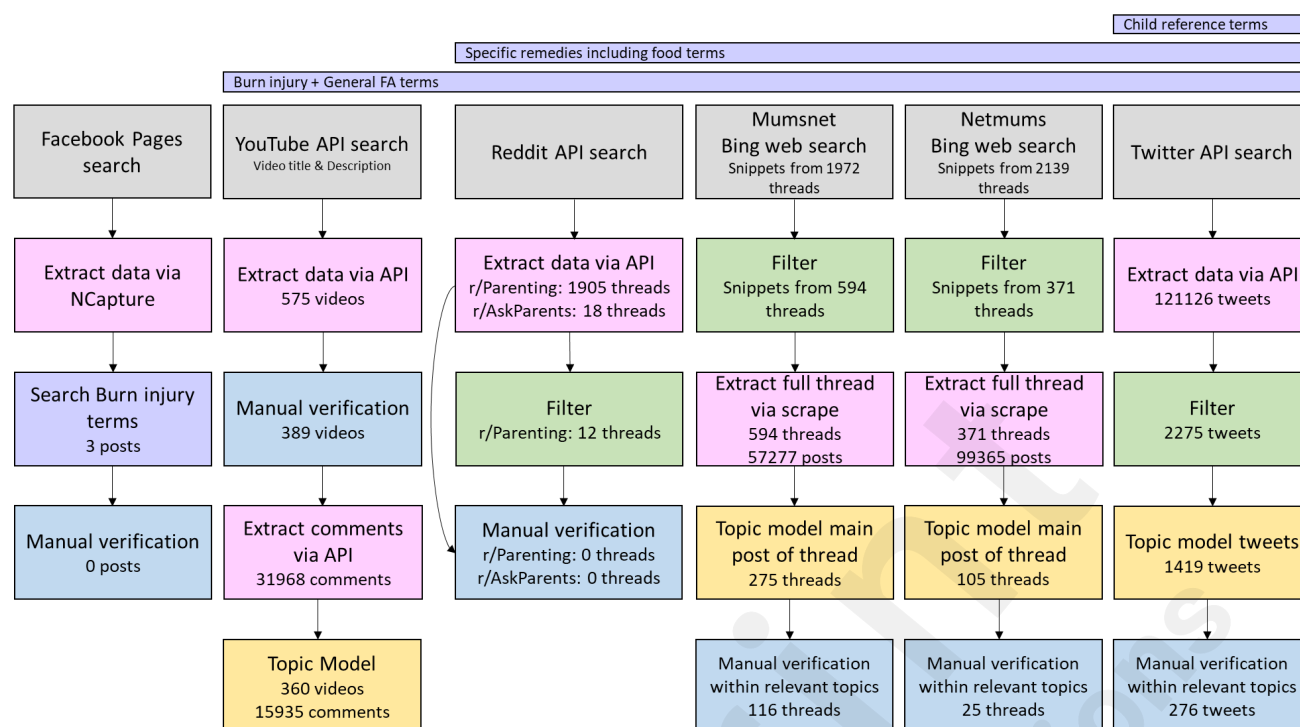 Child reference terms
Specific remedies including food terms
Burn injury + General FA terms
Facebook Pages
search
Extract data via
NCapture
Search Burn injury
terms
3 posts
Manual verification
0 posts
YouTube API search
Video title & Description
Extract data via API
575 videos
Manual verification
389 videos
Extract comments
via API
31968 comments
Topic Model
360 videos
15935 comments
Reddit API search
Extract data via API
r/Parenting: 1905 threads
r/AskParents: 18 threads
Filter
r/Parenting: 12 threads
Manual verification
r/Parenting: 0 threads
r/AskParents: 0 threads
Mumsnet
Bing web search
Snippets from 1972
threads
Filter
Snippets from 594
threads
Extract full thread
via scrape
594 threads
57277 posts
Topic model main
post of thread
275 threads
Manual verification
within relevant topics
116 threads
Netmums
Bing web search
Snippets from 2139
threads
Filter
Snippets from 371
threads
Extract full thread
via scrape
371 threads
99365 posts
Topic model main
post of thread
105 threads
Manual verification
within relevant topics
25 threads
Twitter API search
Extract data via API
121126 tweets
Filter
2275 tweets
Topic model tweets
1419 tweets
Manual verification
within relevant topics
276 tweets